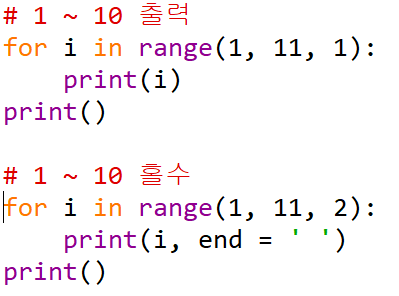 # 1 ~ 10 출력
for i in range(1, 11, 1):
    print(i)
print()

# 1 ~ 10 홀수
for i in range(1, 11, 2):
    print(i, end = ' ')
print()